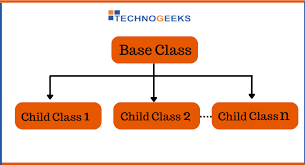 TECHNOGEEKS
Base Class
Child Class 1
Child Class 2
Child Class n